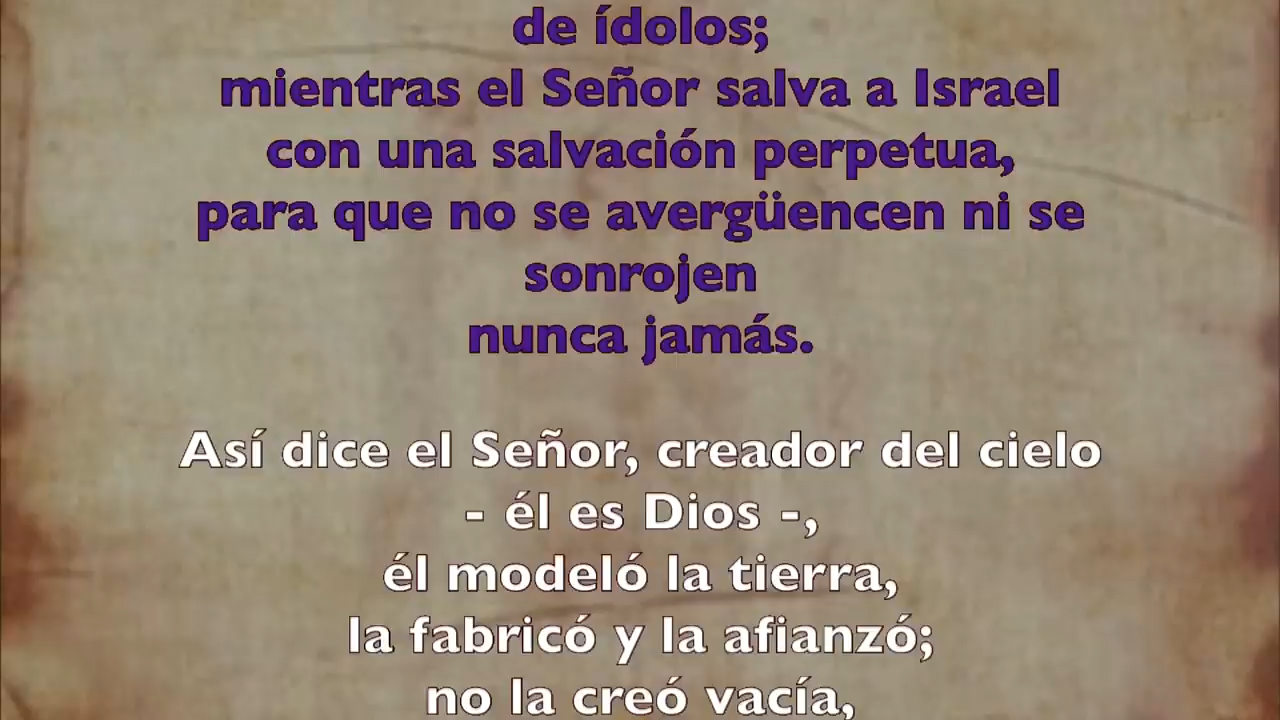 de ídolos;
mientras el Señor salva a Israel
con una salvación perpetua,
para que no se avergüencen ni se
sonrojen
nunca jamás.
Así dice el Señor, creador del cielo
- él es Dios -,
él modeló la tierra,
la fabricó y la afianzó;
no la creó vacía,